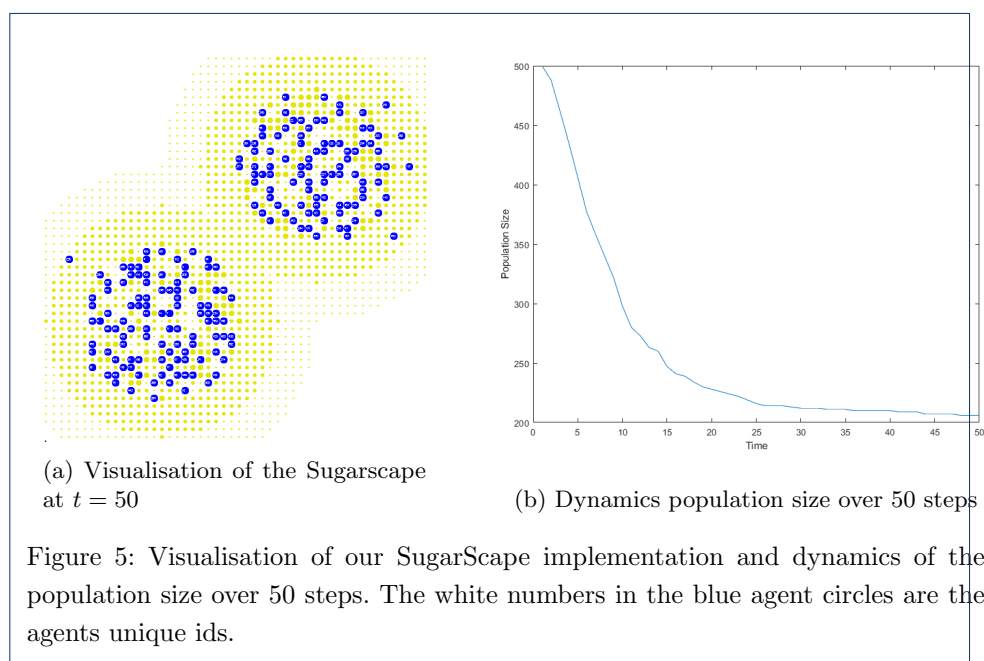 500
450
400
350
300
250
200
Population Size
0 5 10 15 20 25 30 35 40 45 50
Time
(a) Visualisation of the Sugarscape
at t = 50
(b) Dynamics population size over 50 steps
Figure 5: Visualisation of our SugarScape implementation and dynamics of the
population size over 50 steps. The white numbers in the blue agent circles are the
agents unique ids.